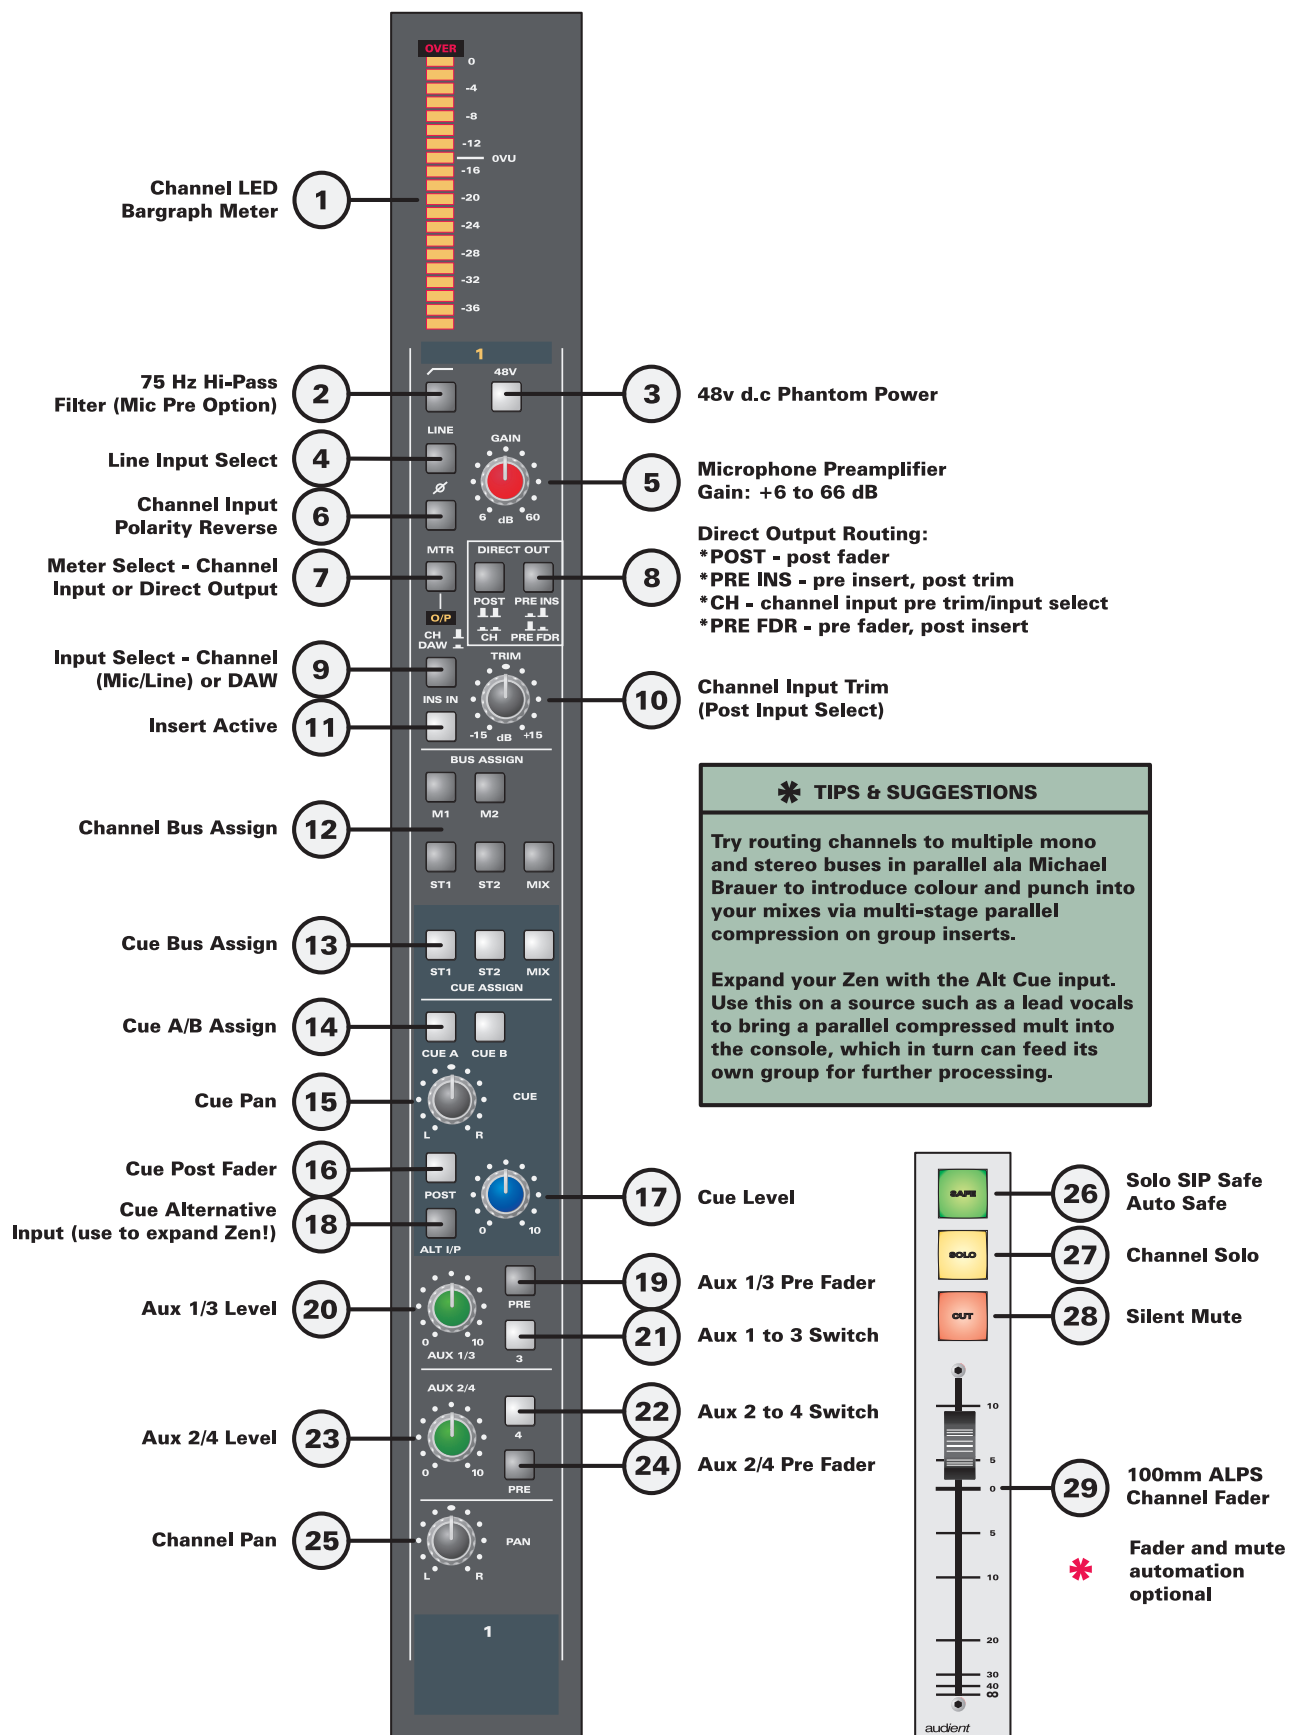 OVER
0
-4
-8
-12
0VU
-16
-20
-24
-28
-32
-36
Channel LED
Bargraph Meter
1
1
75 Hz Hi-Pass
Filter (Mic Pre Option)
2
48V
3
48v d.c Phantom Power
LINE
Line Input Select
4
GAIN
6 dB 60
5
Microphone Preamplifier
Gain: +6 to 66 dB
Ø
Channel Input
Polarity Reverse
6
MTR
Meter Select - Channel
Input or Direct Output
7
O/P
DIRECT OUT
POST PRE INS
CH PRE FDR
8
Direct Output Routing:
*POST - post fader
*PRE INS - pre insert, post trim
*CH - channel input pre trim/input select
*PRE FDR - pre fader, post insert
CH
DAW
Input Select - Channel
(Mic/Line) or DAW
9
TRIM
-15 dB +15
10
Channel Input Trim
(Post Input Select)
INS IN
Insert Active
11
BUS ASSIGN
M1 M2
Channel Bus Assign
12
ST1 ST2 MIX
Cue Bus Assign
13
ST1 ST2 MIX
CUE ASSIGN
Cue A/B Assign
14
CUE A CUE B
Cue Pan
15
CUE
L R
Cue Post Fader
16
POST
0 10
17
Cue Level
Cue Alternative
Input (use to expand Zen!)
18
ALT I/P
19
Aux 1/3 Pre Fader
PRE
Aux 1/3 Level
20
0 10
AUX 1/3
21
Aux 1 to 3 Switch
3
AUX 2/4
22
Aux 2 to 4 Switch
4
Aux 2/4 Level
23
0 10
24
Aux 2/4 Pre Fader
PRE
Channel Pan
25
PAN
L R
1
✱ TIPS & SUGGESTIONS
Try routing channels to multiple mono
and stereo buses in parallel ala Michael
Brauer to introduce colour and punch into
your mixes via multi-stage parallel
compression on group inserts.
Expand your Zen with the Alt Cue input.
Use this on a source such as a lead vocals
to bring a parallel compressed mult into
the console, which in turn can feed its
own group for further processing.
SAFE
26
Solo SIP Safe
Auto Safe
SOLO
27
Channel Solo
CUT
28
Silent Mute
10
5
0
5
10
20
30
40
∞
29
100mm ALPS
Channel Fader
✱ Fader and mute
automation
optional
audient